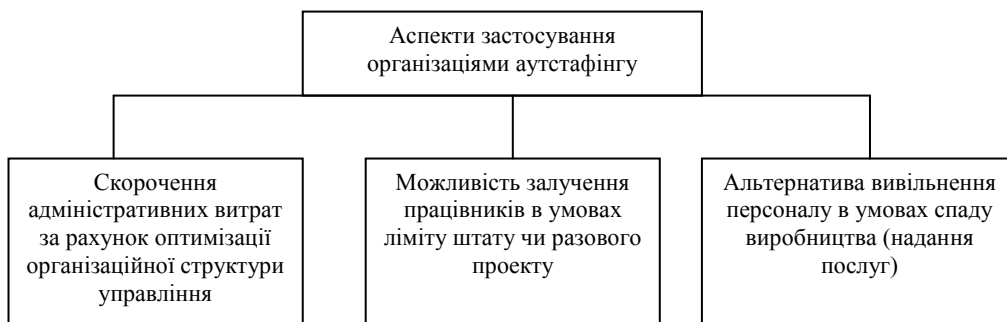 Аспекти застосування
організаціями аутстафінгу
Скорочення
адміністративних витрат
за рахунок оптимізації
організаційної структури
управління
Можливість залучення
працівників в умовах
ліміту штату чи разового
проекту
Альтернатива вивільнення
персоналу в умовах спаду
виробництва (надання
послуг)